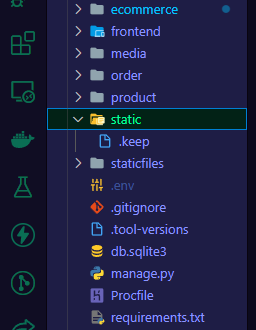 ecommerce
frontend
media
order
product
static
.keep
staticfiles
.env
.gitignore
.tool-versions
db.sqlite3
manage.py
Procfile
requirements.txt